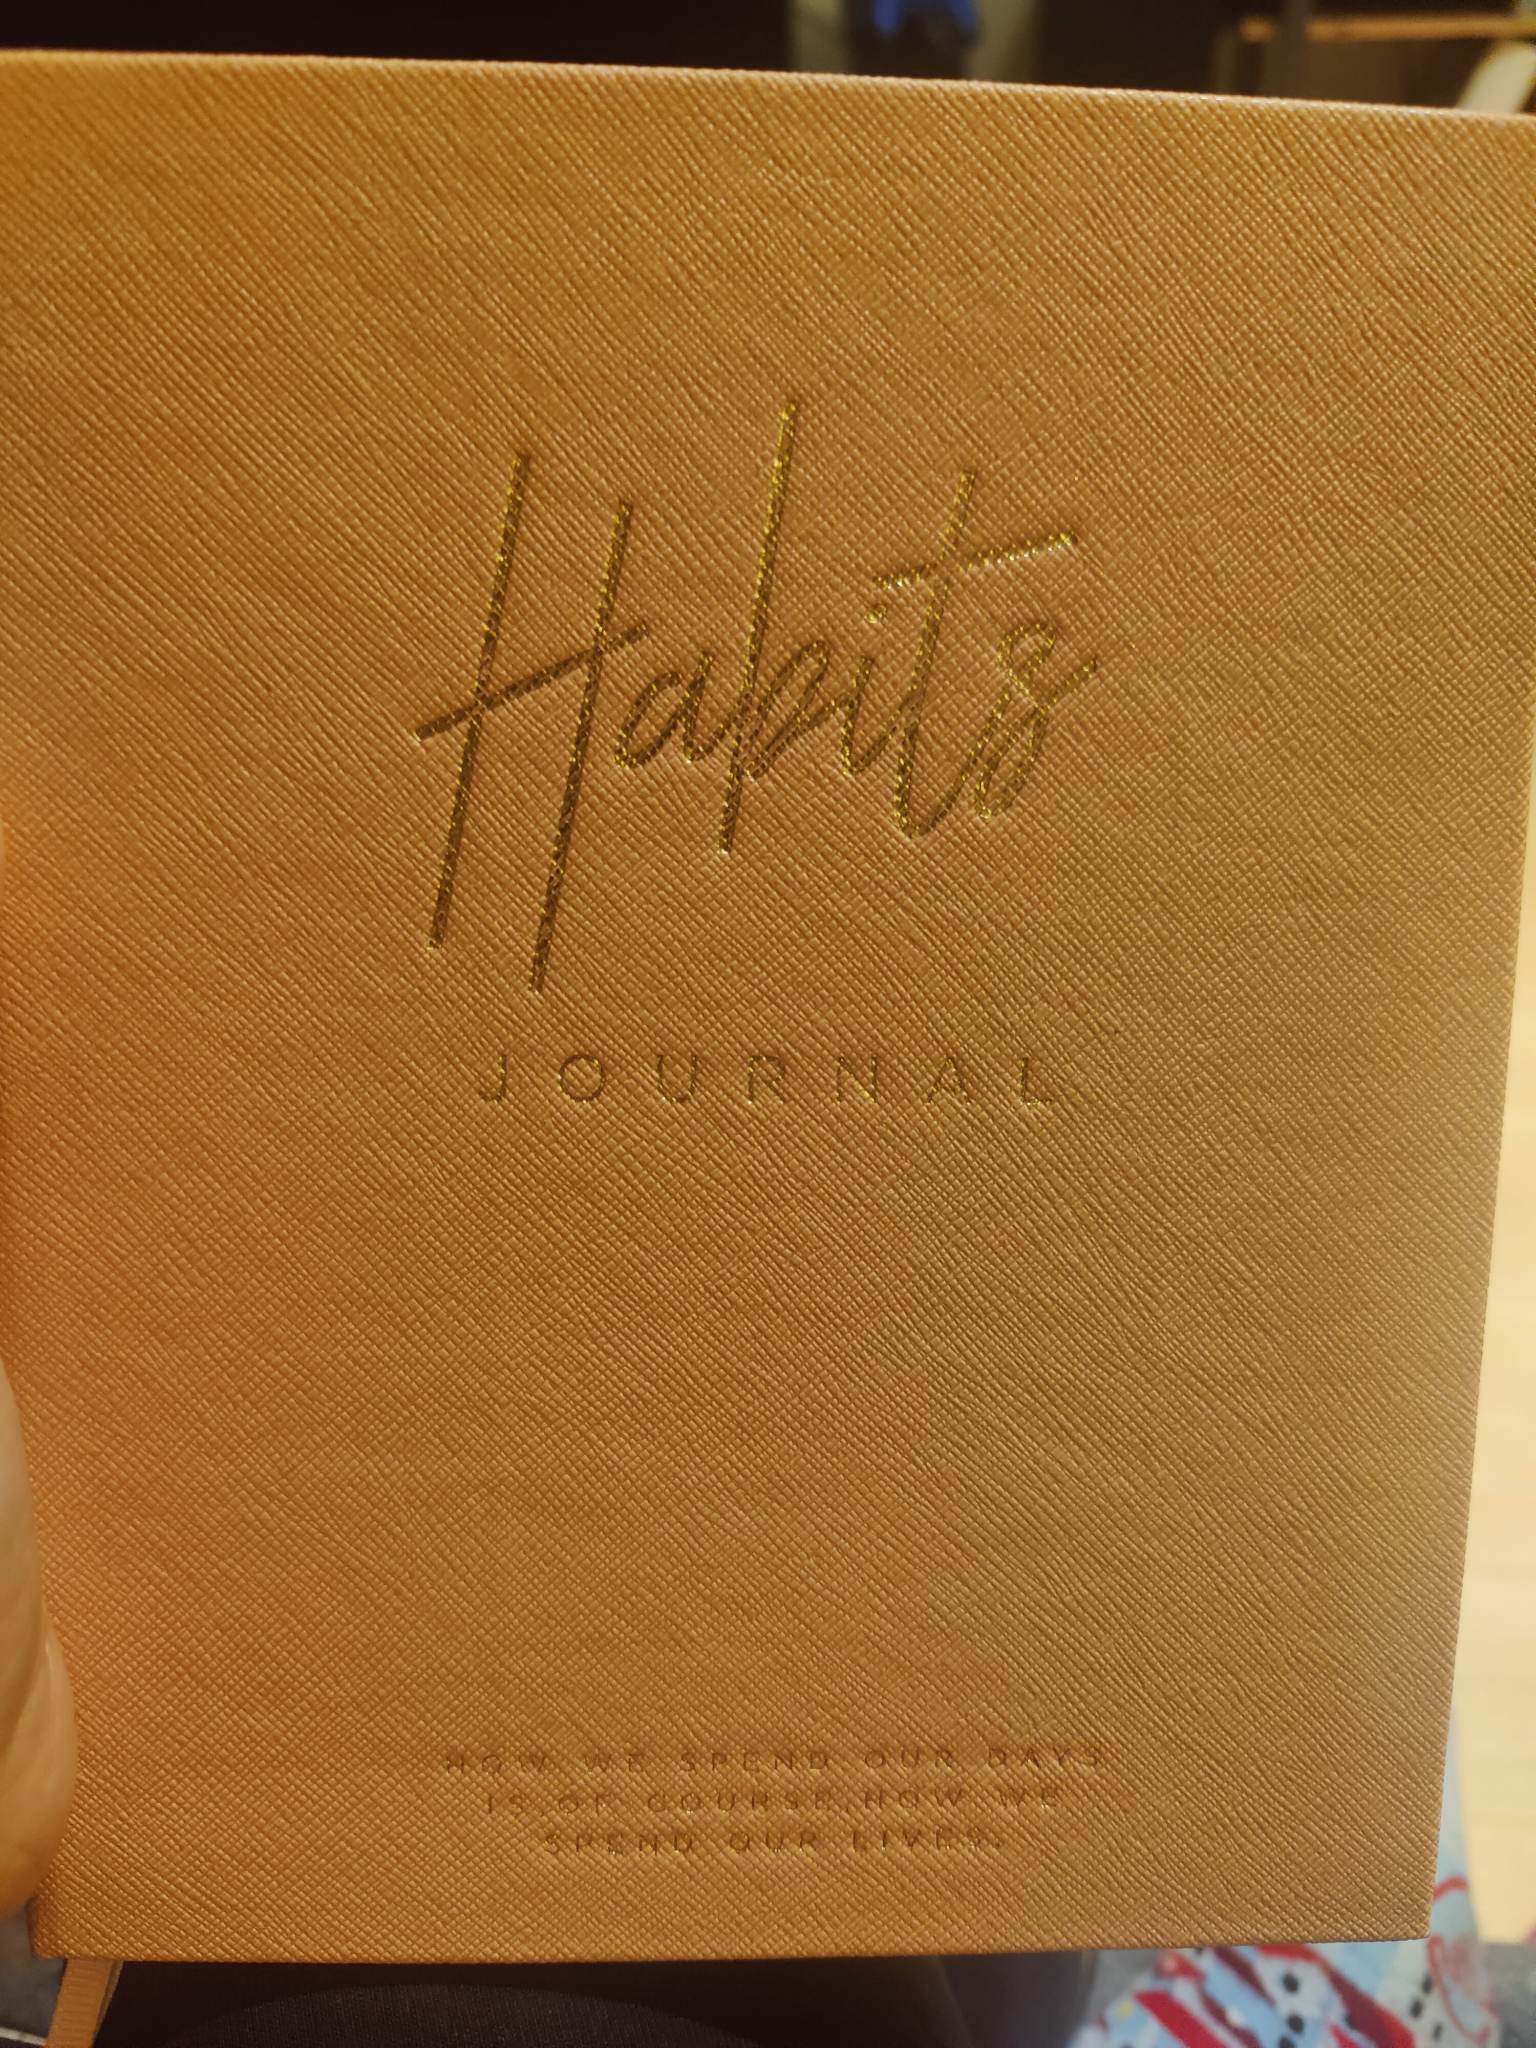 Habits
JOURNAL
HOW WE SPEND OUR DAYS
IS, OF COURSE, HOW WE
SPEND OUR LIVES.